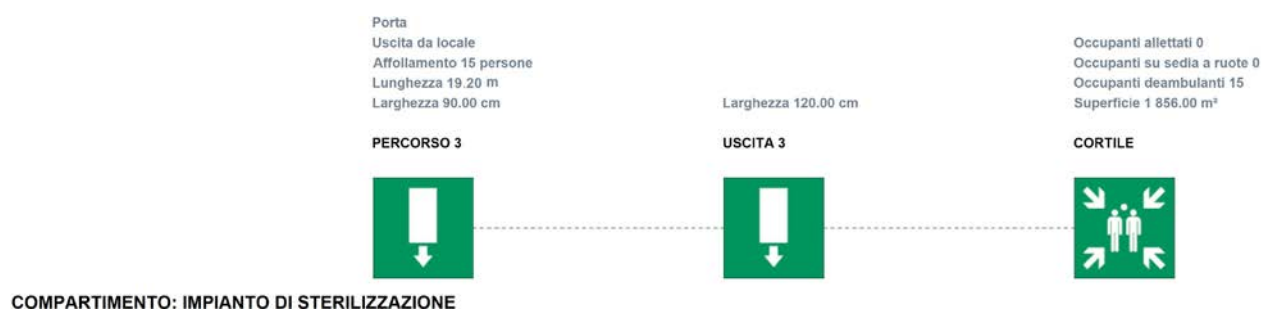 Porta
Uscita da locale
Affollamento 15 persone
Lunghezza 19.20 m
Larghezza 90.00 cm
PERCORSO 3
Larghezza 120.00 cm
USCITA 3
Occupanti allettati 0
Occupanti su sedia a ruote 0
Occupanti deambulanti 15
Superficie 1 856.00 m²
CORTILE
COMPARTIMENTO: IMPIANTO DI STERILIZZAZIONE